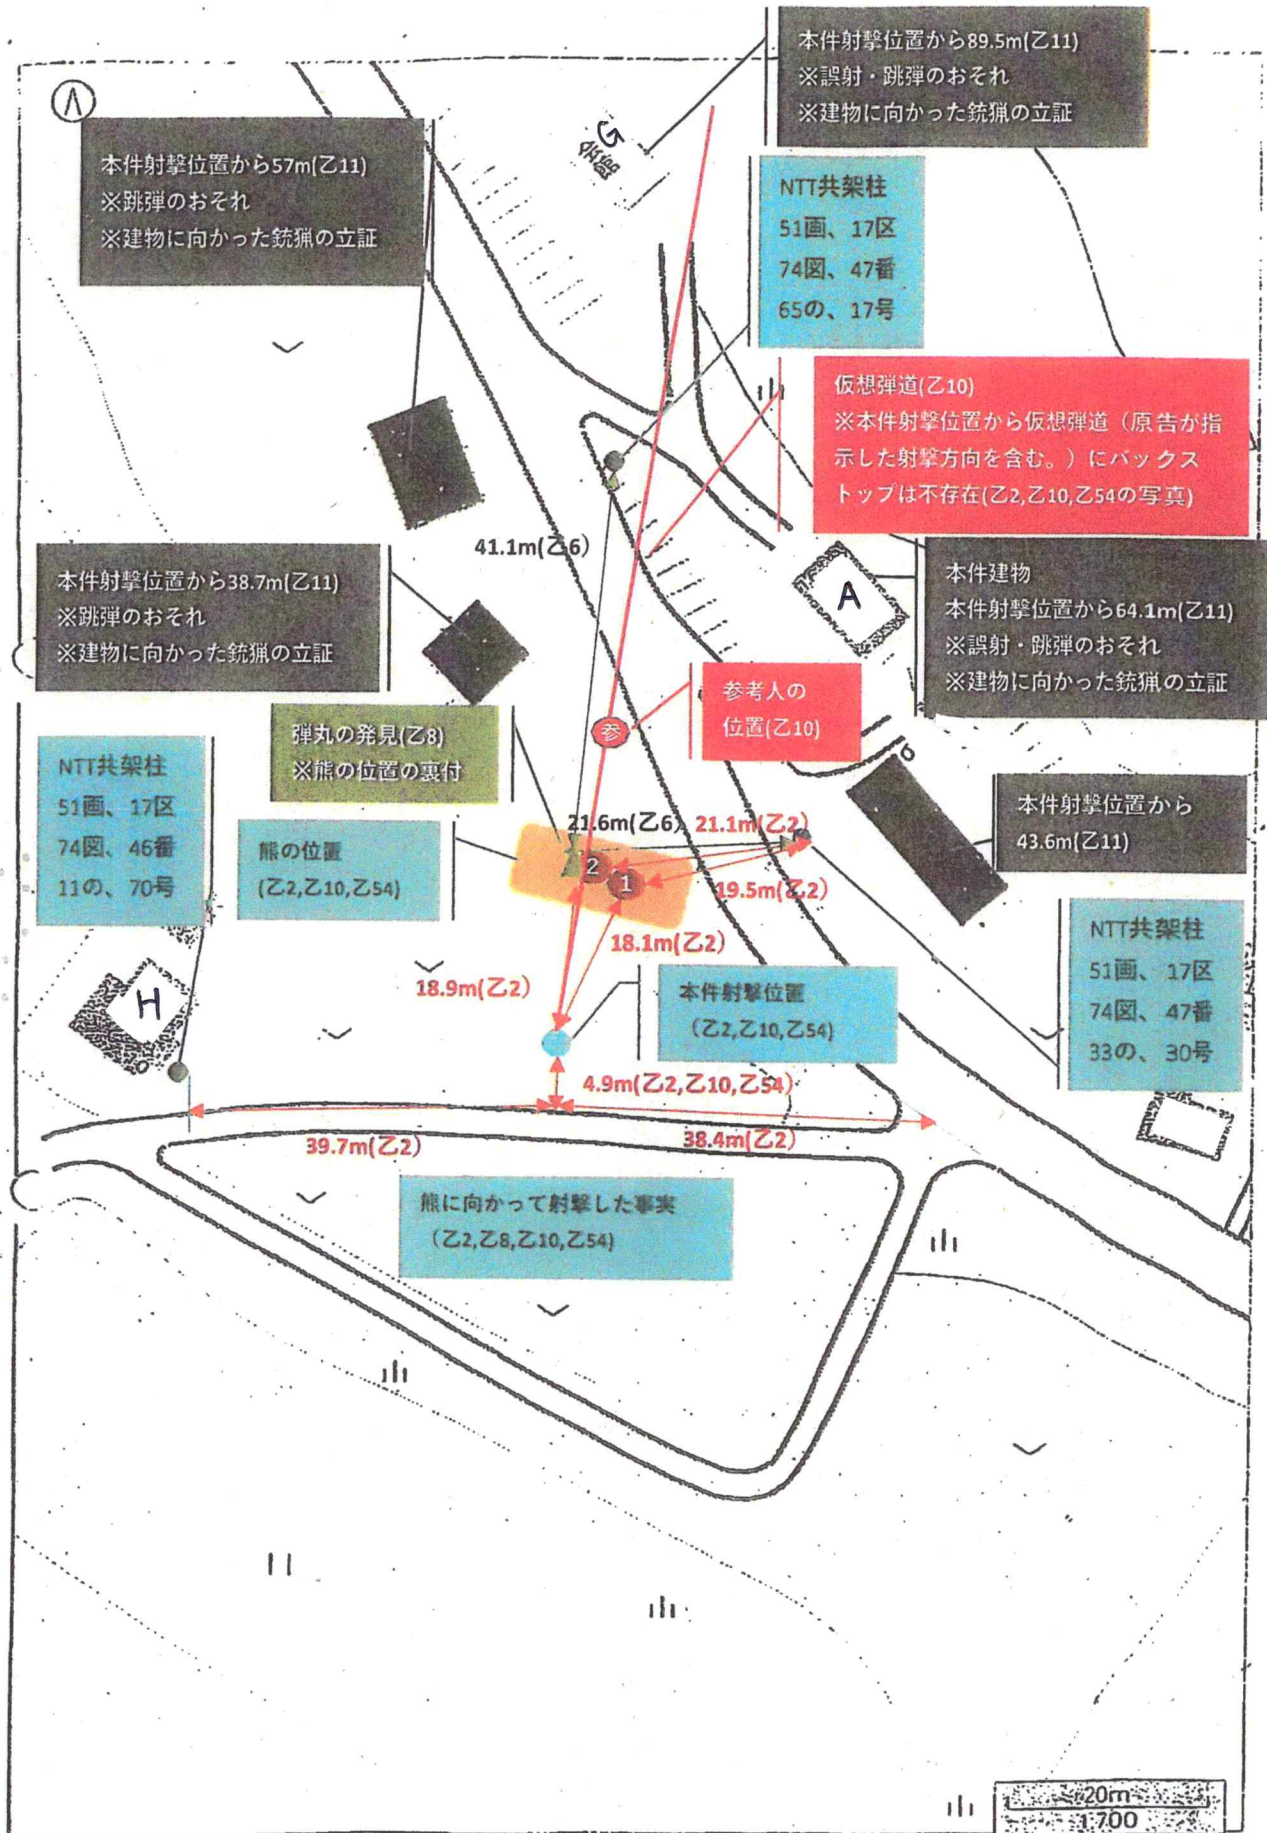 本件射撃位置から89.5m(乙11)
※誤射・跳弾のおそれ
※建物に向かった銃猟の立証
G
本件射撃位置から57m(乙11)
※跳弾のおそれ
※建物に向かった銃猟の立証
NTT共架柱
51画、17区
74図、47番
65の、17号
仮想弾道(乙10)
※本件射撃位置から仮想弾道（原告が指
示した射撃方向を含む。）にバックス
トップは不存在(乙2,乙10,乙54の写真)
41.1m(乙6)
本件射撃位置から38.7m(乙11)
※跳弾のおそれ
※建物に向かった銃猟の立証
A
本件建物
本件射撃位置から64.1m(乙11)
※誤射・跳弾のおそれ
※建物に向かった銃猟の立証
参
参考人の
位置(乙10)
弾丸の発見(乙8)
※熊の位置の裏付
NTT共架柱
51画、17区
74図、46番
11の、70号
本件射撃位置から
43.6m(乙11)
21.6m(乙6)
21.1m(乙2)
熊の位置
(乙2,乙10,乙54)
2
1
19.5m(乙2)
18.1m(乙2)
18.9m(乙2)
NTT共架柱
51画、17区
74図、47番
33の、30号
H
本件射撃位置
（乙2,乙10,乙54)
4.9m(乙2,乙10,乙54)
39.7m(乙2)
38.4m(乙2)
熊に向かって射撃した事実
（乙2,乙8,乙10,乙54)
20m
1:700